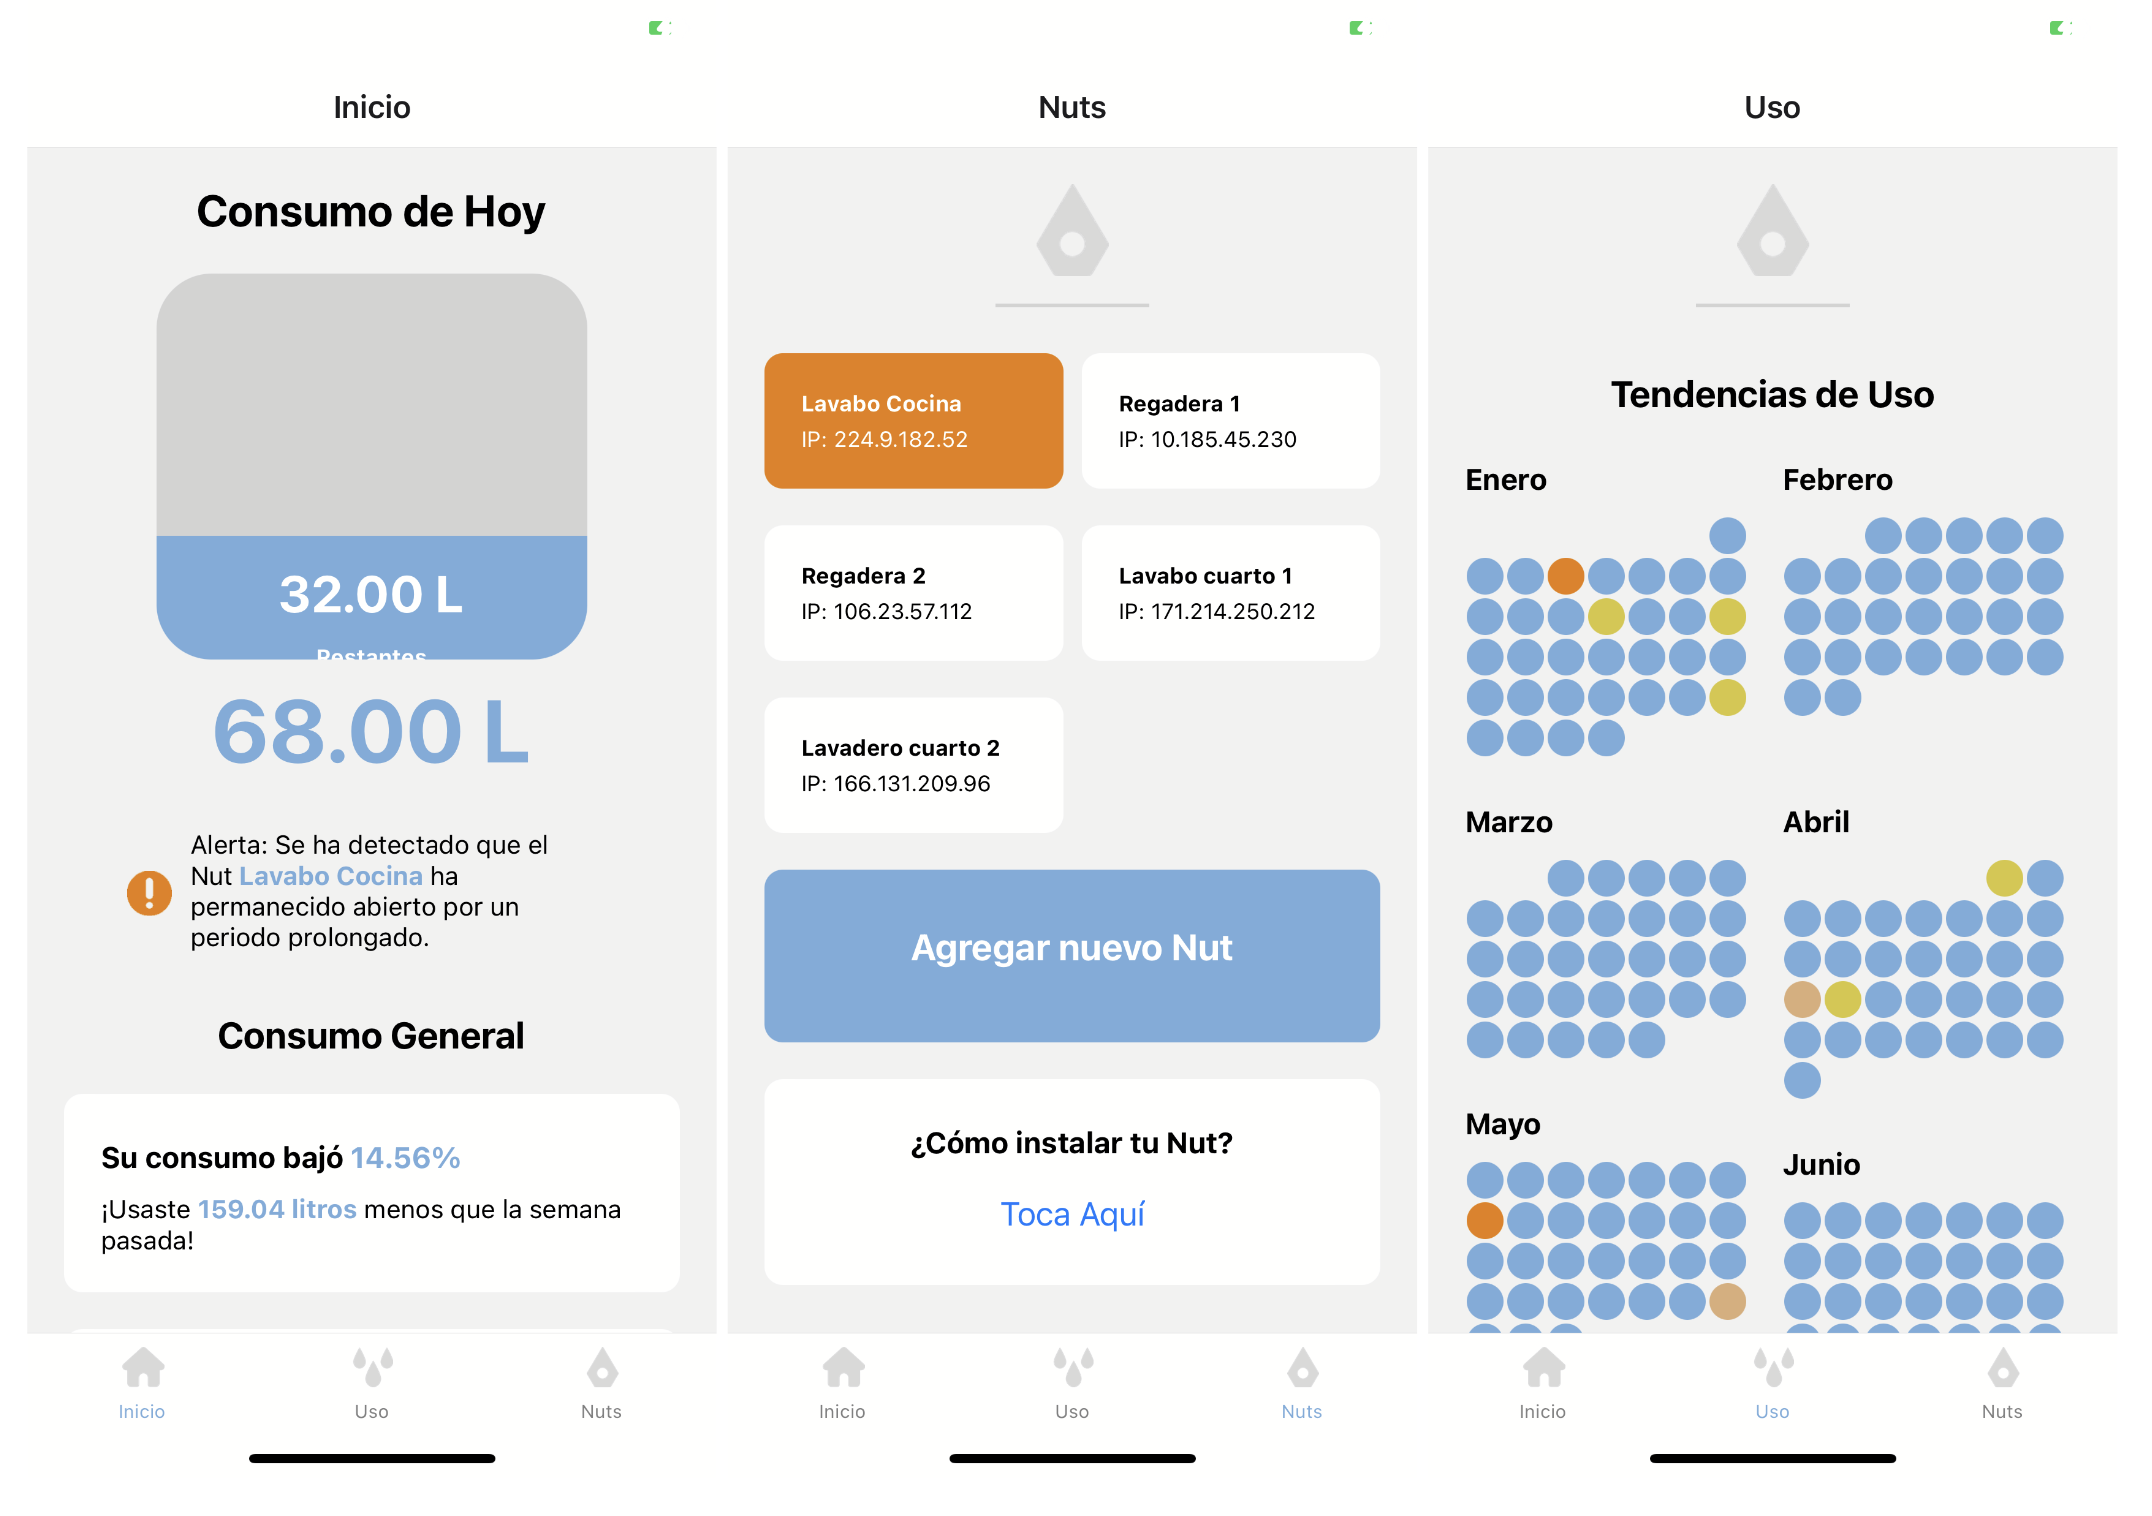 Inicio
Consumo de Hoy
32.00 L
Restantes
68.00 L
Alerta: Se ha detectado que el
Nut Lavabo Cocina ha
permanecido abierto por un
periodo prolongado.
Consumo General
Su consumo bajó 14.56%
¡Usaste 159.04 litros menos que la semana
pasada!
Inicio
Uso
Nuts
Nuts
Lavabo Cocina
IP: 224.9.182.52
Regadera 1
IP: 10.185.45.230
Regadera 2
IP: 106.23.57.112
Lavabo cuarto 1
IP: 171.214.250.212
Lavadero cuarto 2
IP: 166.131.209.96
Agregar nuevo Nut
¿Cómo instalar tu Nut?
Toca Aquí
Inicio
Uso
Nuts
Uso
Tendencias de Uso
Enero
Febrero
Marzo
Abril
Mayo
Junio
Inicio
Uso
Nuts